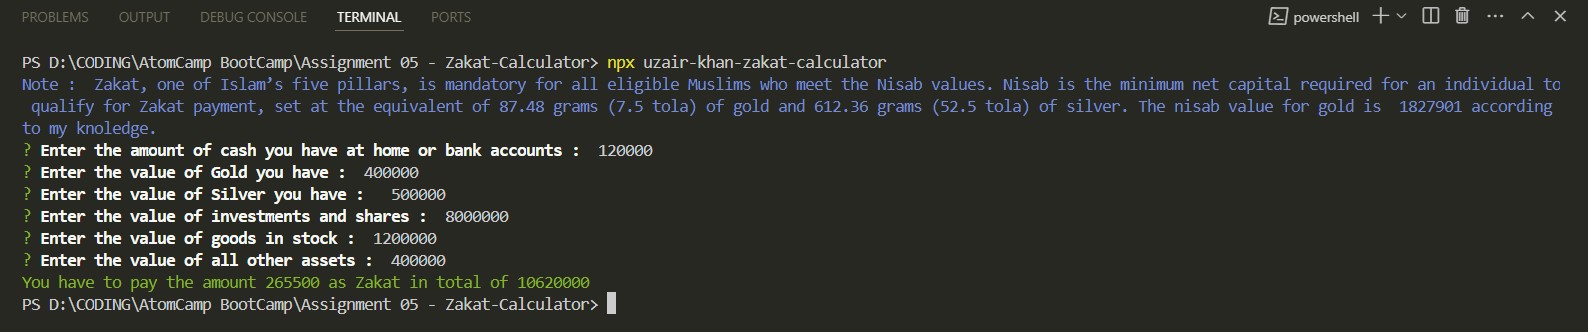 PROBLEMS OUTPUT DEBUG CONSOLE TERMINAL PORTS powershell
PS D:\CODING\AtomCamp BootCamp\Assignment 05 - Zakat-Calculator> npx uzair-khan-zakat-calculator
Note :  Zakat, one of Islam’s five pillars, is mandatory for all eligible Muslims who meet the Nisab values. Nisab is the minimum net capital required for an individual to
 qualify for Zakat payment, set at the equivalent of 87.48 grams (7.5 tola) of gold and 612.36 grams (52.5 tola) of silver. The nisab value for gold is  1827901 according
to my knoledge.
? Enter the amount of cash you have at home or bank accounts :  120000
? Enter the value of Gold you have :  400000
? Enter the value of Silver you have :   500000
? Enter the value of investments and shares :  8000000
? Enter the value of goods in stock :  1200000
? Enter the value of all other assets :  400000
You have to pay the amount 265500 as Zakat in total of 10620000
PS D:\CODING\AtomCamp BootCamp\Assignment 05 - Zakat-Calculator>